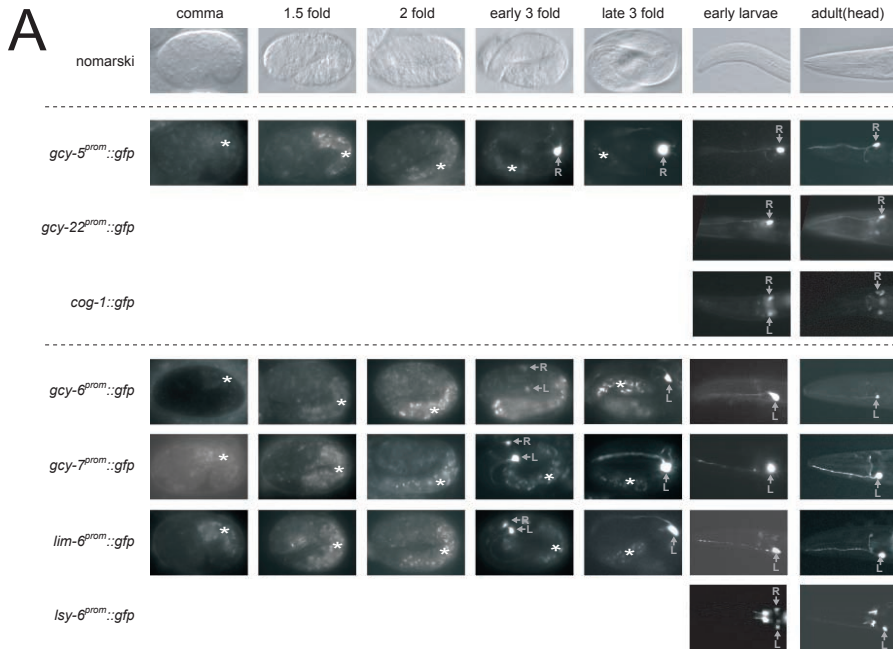 A
comma 1.5 fold 2 fold early 3 fold late 3 fold early larvae adult(head)
nomarski
gcy-5prom::gfp * * * * R * R R R
gcy-22prom::gfp R R
cog-1::gfp R L R
gcy-6prom::gfp * * * R L * L L L
gcy-7prom::gfp * * * R L * * L L L
lim-6prom::gfp * * * R L * * L L L
lsy-6prom::gfp R L L